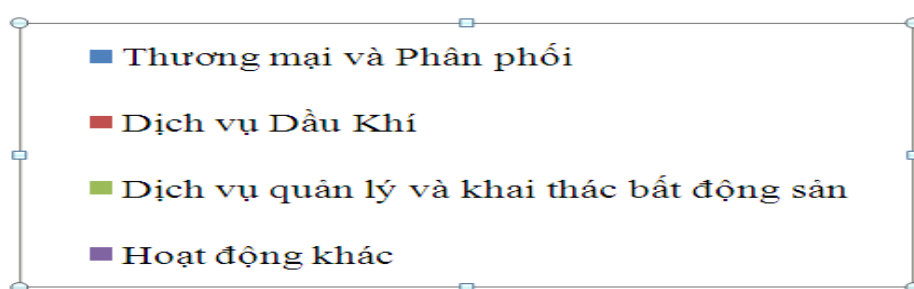 Thương mại và Phân phối
Dịch vụ Dầu Khí
Dịch vụ quản lý và khai thác bất động sản
Hoạt động khác